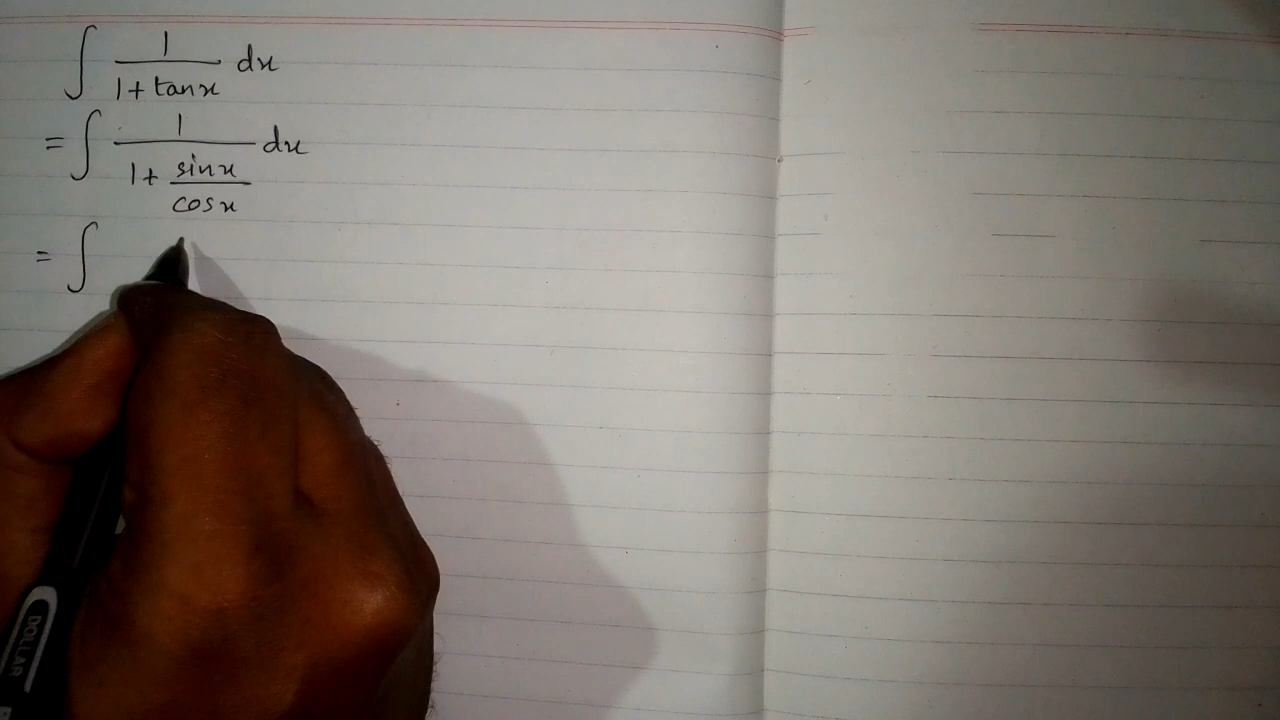 ∫ 1/(1+tanx) dx
= ∫ 1/(1+ sinx/cosx) dx
= ∫
DOLLAR